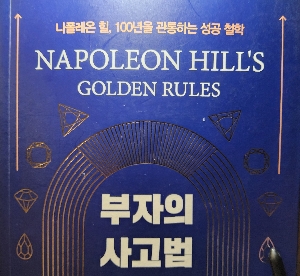 나폴레온 힐, 100년을 관통하는 성공 철학
NAPOLEON HILL'S
GOLDEN RULES
부자의
사고법